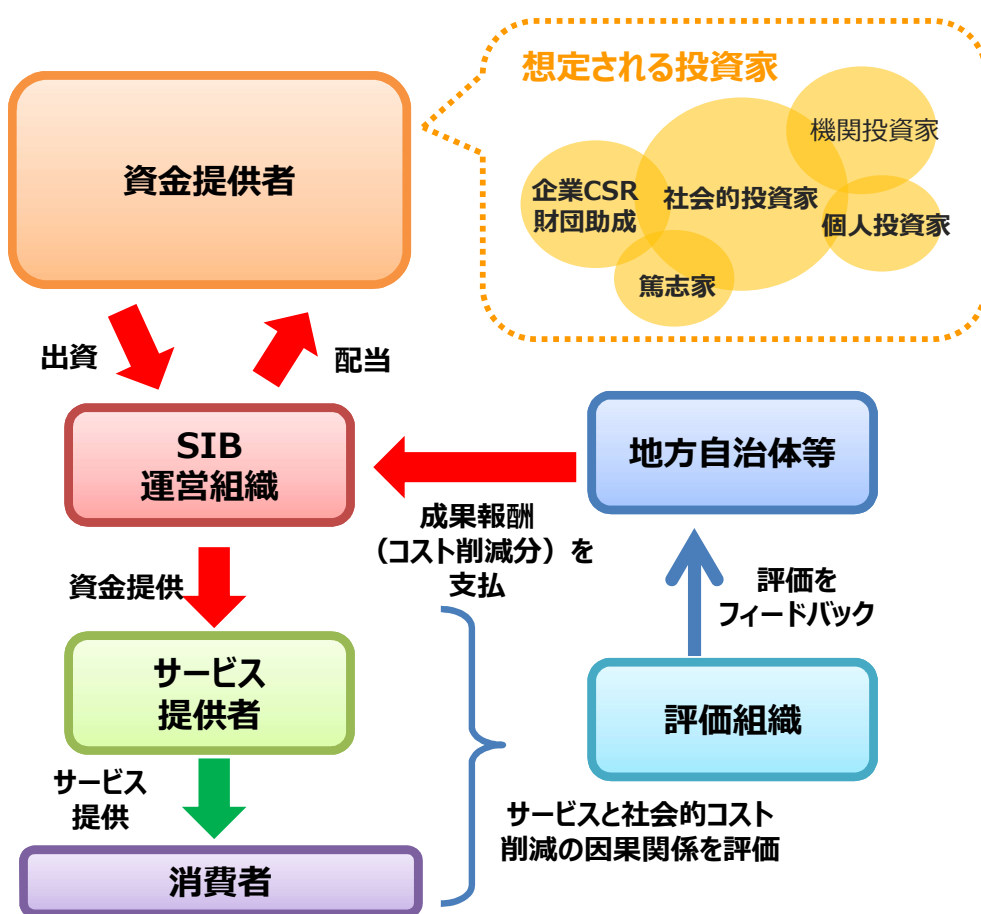 想定される投資家
資金提供者
機関投資家
企業CSR
財団助成
社会的投資家
個人投資家
篤志家
出資
配当
SIB
運営組織
地方自治体等
成果報酬
（コスト削減分）を
支払
資金提供
評価を
フィードバック
サービス
提供者
評価組織
サービス
提供
サービスと社会的コスト
削減の因果関係を評価
消費者